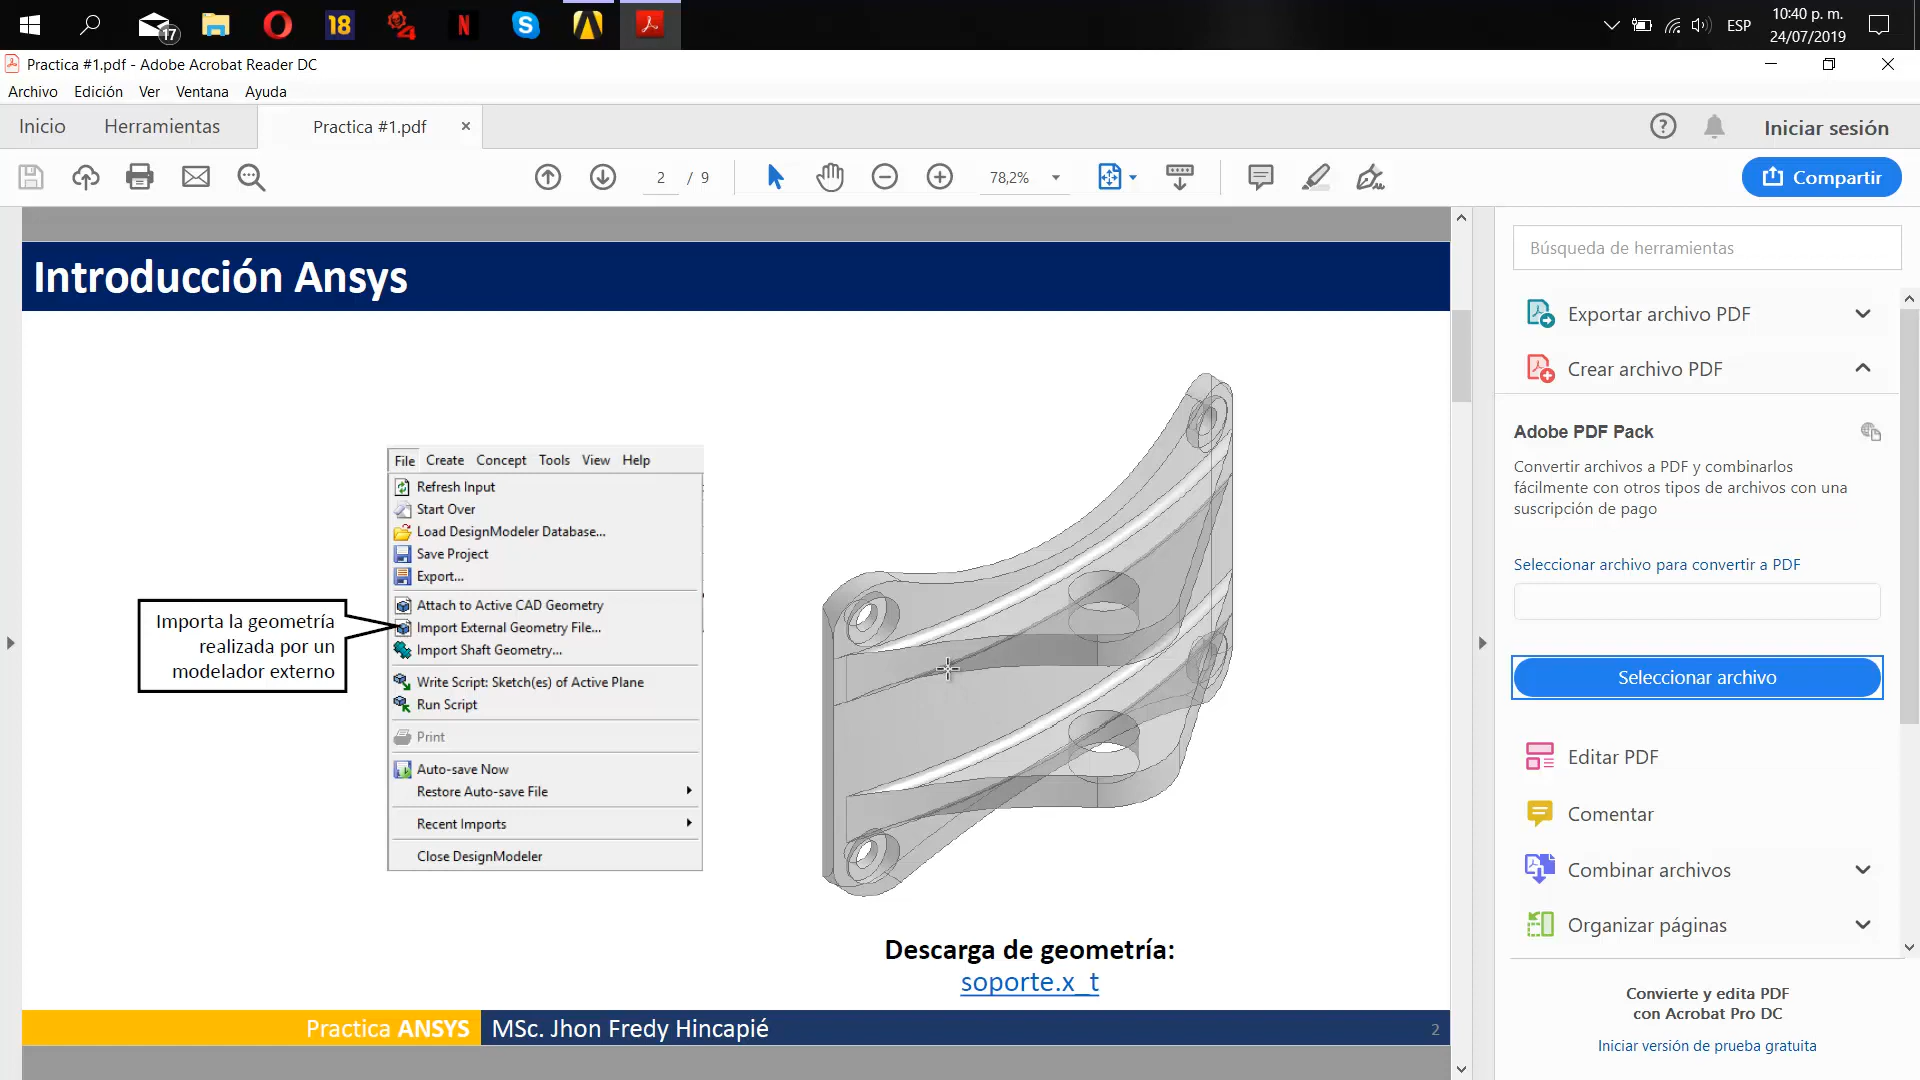 17
18
4
N
ESP
10:40 p. m.
24/07/2019
Practica #1.pdf - Adobe Acrobat Reader DC
Archivo Edición Ver Ventana Ayuda
Inicio Herramientas Practica #1.pdf × Iniciar sesión
2 / 9 78,2% Compartir
Introducción Ansys
File Create Concept Tools View Help
Refresh Input
Start Over
Load DesignModeler Database...
Save Project
Export...
Attach to Active CAD Geometry
Import External Geometry File...
Import Shaft Geometry...
Write Script: Sketch(es) of Active Plane
Run Script
Print
Auto-save Now
Restore Auto-save File
Recent Imports
Close DesignModeler
Importa la geometría
realizada por un
modelador externo
Descarga de geometría:
soporte.x_t
Practica ANSYS MSc. Jhon Fredy Hincapié 2
Búsqueda de herramientas
Exportar archivo PDF
Crear archivo PDF
Adobe PDF Pack
Convertir archivos a PDF y combinarlos
fácilmente con otros tipos de archivos con una
suscripción de pago
Seleccionar archivo para convertir a PDF
Seleccionar archivo
Editar PDF
Comentar
Combinar archivos
Organizar páginas
Convierte y edita PDF
con Acrobat Pro DC
Iniciar versión de prueba gratuita